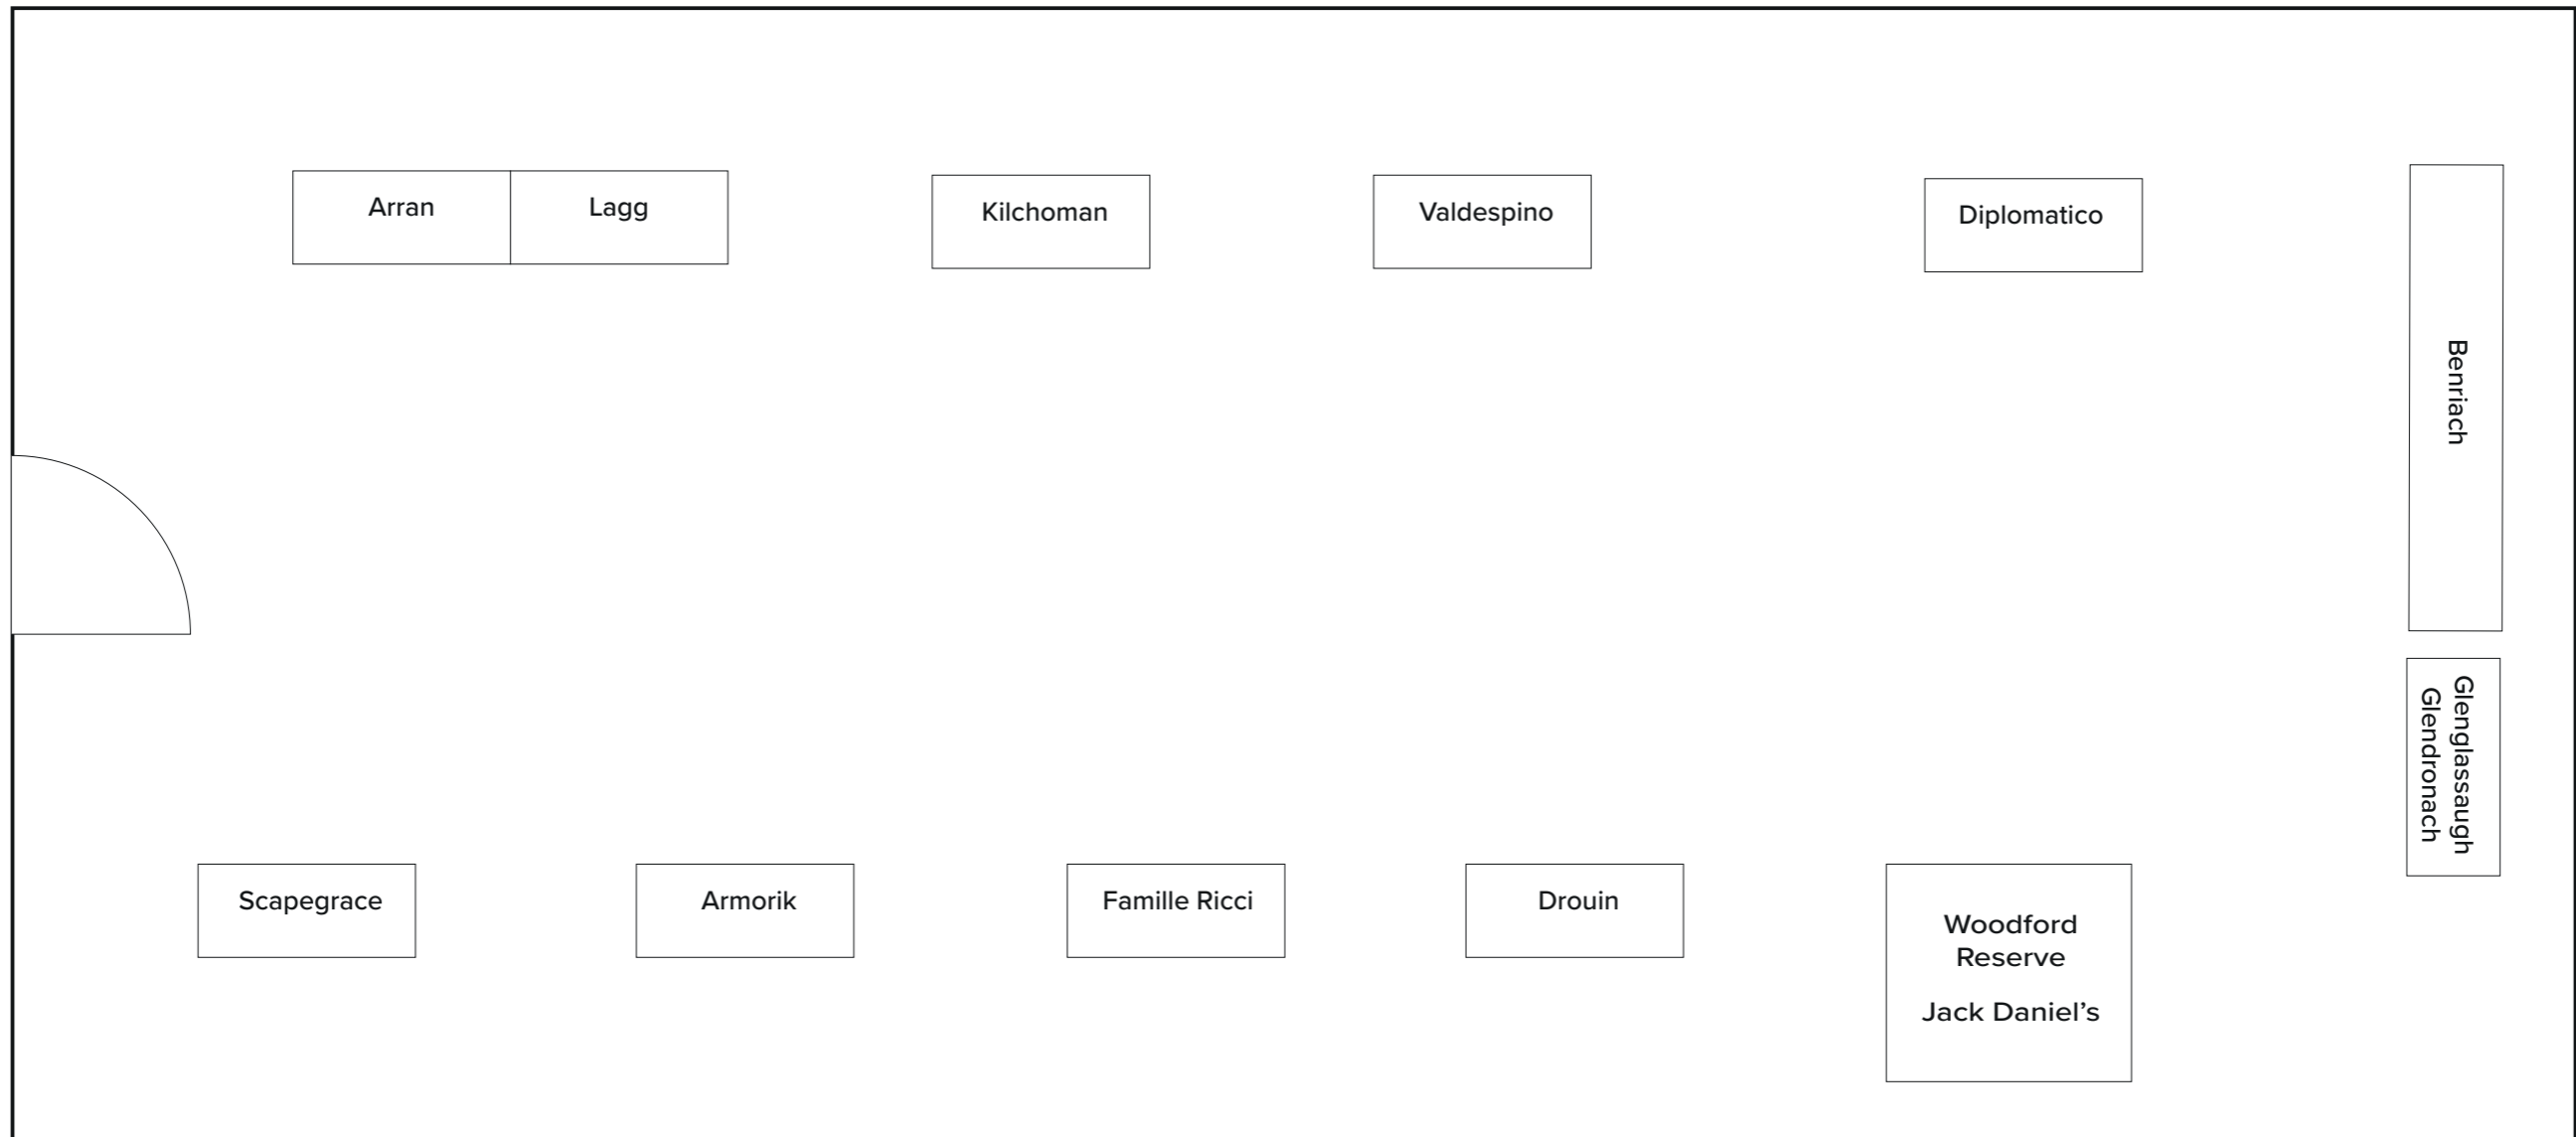 Arran
Lagg
Kilchoman
Valdespino
Diplomatico
Benriach
Glenglassaugh
Glendronach
Scapegrace
Armorik
Famille Ricci
Drouin
Woodford
Reserve
Jack Daniel’s